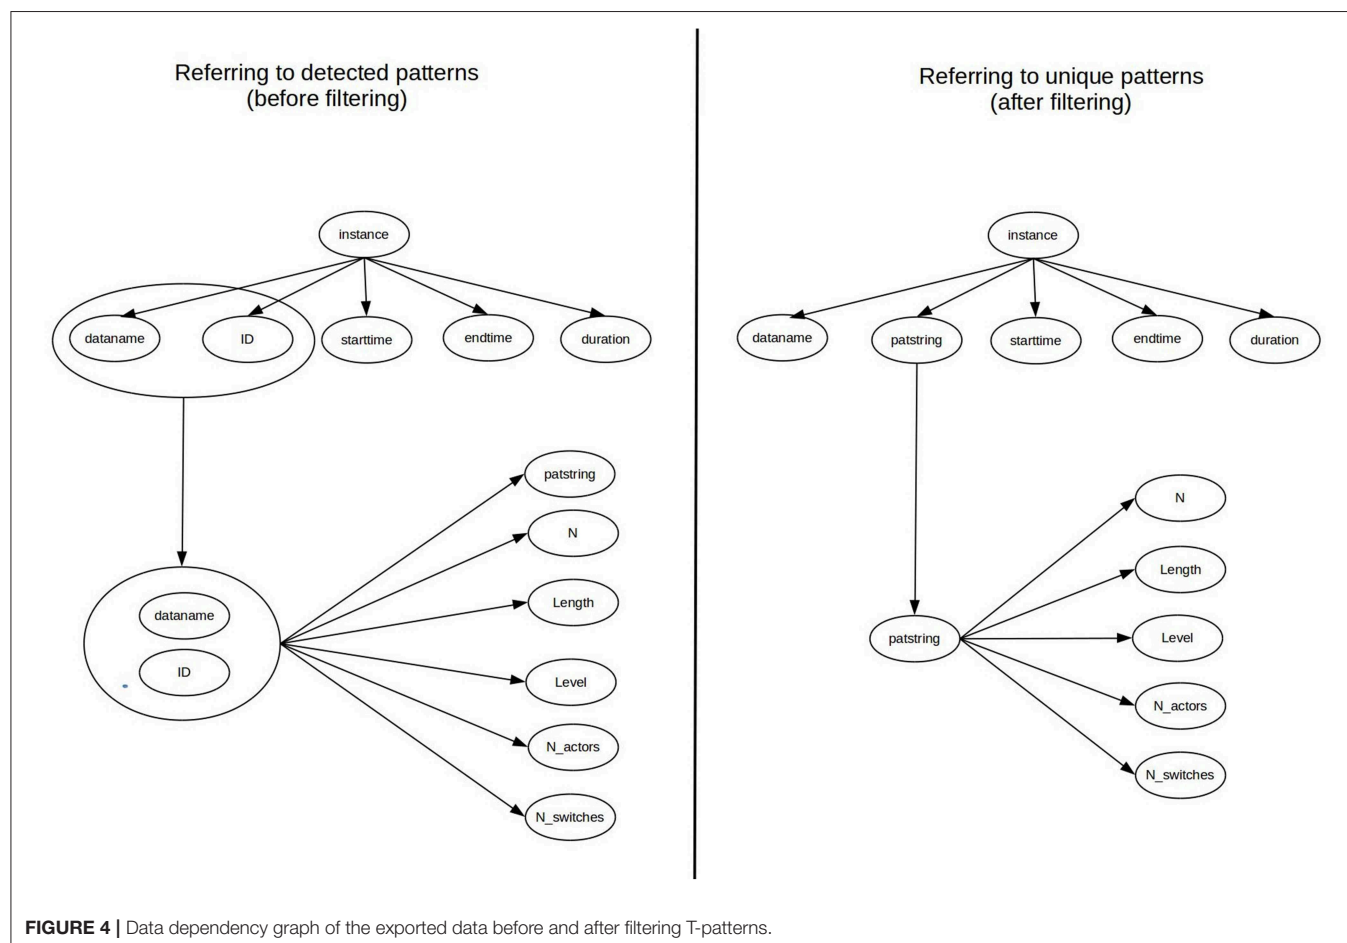 Referring to detected patterns
(before filtering)
instance
dataname
ID
starttime
endtime
duration
patstring
N
Length
dataname
ID
Level
N_actors
N_switches
Referring to unique patterns
(after filtering)
instance
dataname
patstring
starttime
endtime
duration
N
Length
patstring
Level
N_actors
N_switches
FIGURE 4 | Data dependency graph of the exported data before and after filtering T-patterns.